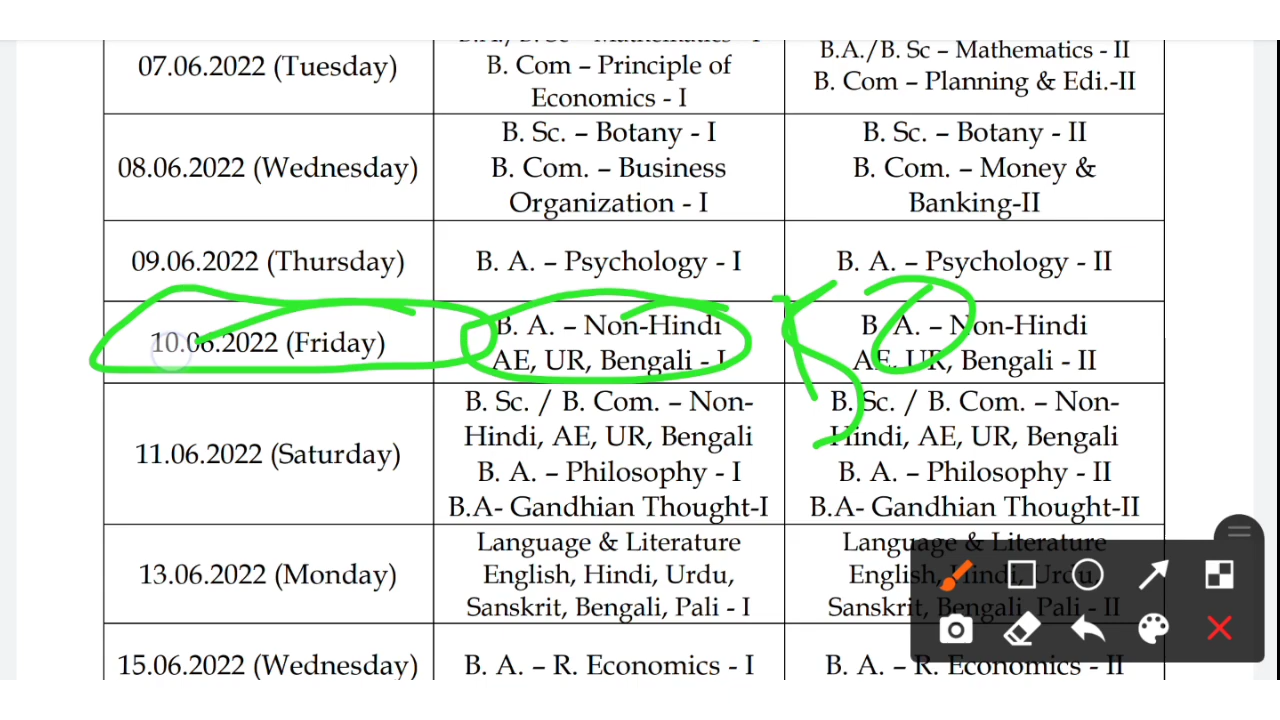 07.06.2022 (Tuesday)
B. Com – Principle of
Economics - I
B.A./B. Sc – Mathematics - II
B. Com – Planning & Edi.-II
08.06.2022 (Wednesday)
B. Sc. – Botany - I
B. Com. – Business
Organization - I
B. Sc. – Botany - II
B. Com. – Money &
Banking-II
09.06.2022 (Thursday)
B. A. – Psychology - I
B. A. – Psychology - II
10.06.2022 (Friday)
B. A. – Non-Hindi
AE, UR, Bengali - I
B. A. – Non-Hindi
AE, UR, Bengali - II
50
11.06.2022 (Saturday)
B. Sc. / B. Com. – Non-
Hindi, AE, UR, Bengali
B. A. – Philosophy - I
B.A- Gandhian Thought-I
B. Sc. / B. Com. – Non-
Hindi, AE, UR, Bengali
B. A. – Philosophy - II
B.A- Gandhian Thought-II
13.06.2022 (Monday)
Language & Literature
English, Hindi, Urdu,
Sanskrit, Bengali, Pali - I
Language & Literature
English, Hindi, Urdu,
Sanskrit, Bengali, Pali - II
15.06.2022 (Wednesday)
B. A. – R. Economics - I
B. A. – R. Economics - II